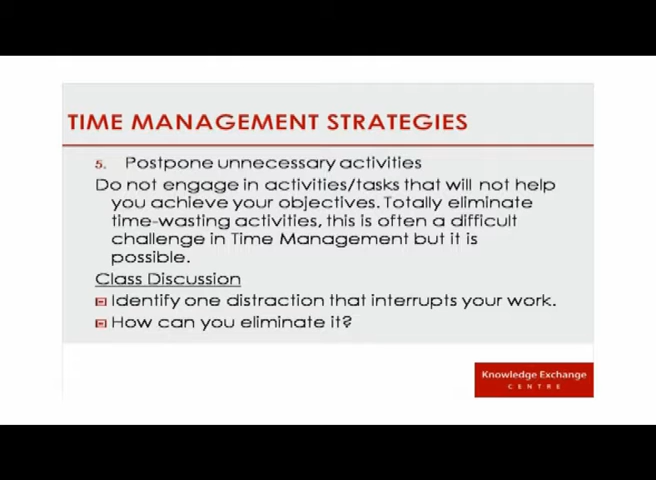 TIME MANAGEMENT STRATEGIES
5. Postpone unnecessary activities
Do not engage in activities/tasks that will not help
you achieve your objectives. Totally eliminate
time-wasting activities, this is often a difficult
challenge in Time Management but it is
possible.
Class Discussion
Identify one distraction that interrupts your work.
How can you eliminate it?
Knowledge Exchange
CENTRE